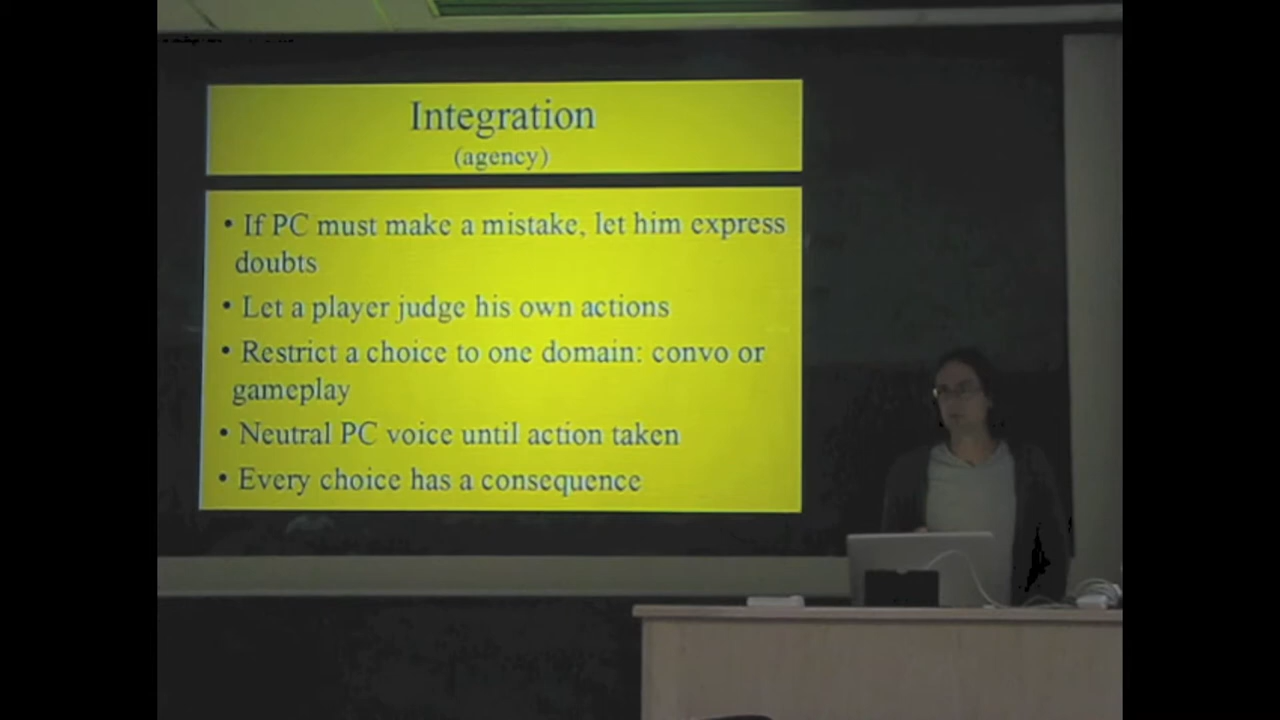 Integration
(agency)
• If PC must make a mistake, let him express
doubts
• Let a player judge his own actions
• Restrict a choice to one domain: convo or
gameplay
• Neutral PC voice until action taken
• Every choice has a consequence